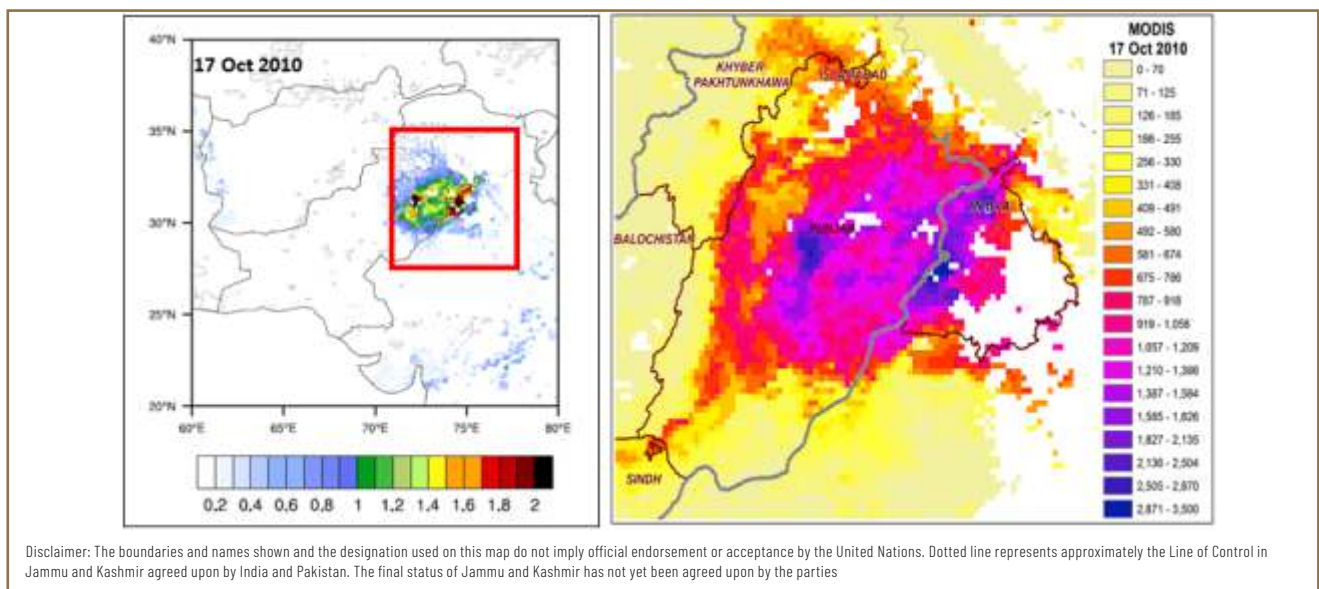 40°N
17 Oct 2010
35°N
30°N
25°N
20°N
60°E 65°E 70°E 75°E 80°E
0.2 0.4 0.6 0.8 1 1.2 1.4 1.6 1.8 2
KHYBER
PAKHTUNKHAWA
ISLAMABAD
PUNJAB
BALOCHISTAN
SINDH
MODIS
17 Oct 2010
0 - 70
71 - 125
126 - 185
186 - 255
256 - 330
331 - 408
409 - 491
492 - 580
581 - 674
675 - 786
787 - 918
919 - 1,056
1,057 - 1,209
1,210 - 1,386
1,387 - 1,584
1,585 - 1,826
1,827 - 2,135
2,136 - 2,504
2,505 - 2,870
2,871 - 3,500
Disclaimer: The boundaries and names shown and the designation used on this map do not imply official endorsement or acceptance by the United Nations. Dotted line represents approximately the Line of Control in
Jammu and Kashmir agreed upon by India and Pakistan. The final status of Jammu and Kashmir has not yet been agreed upon by the parties